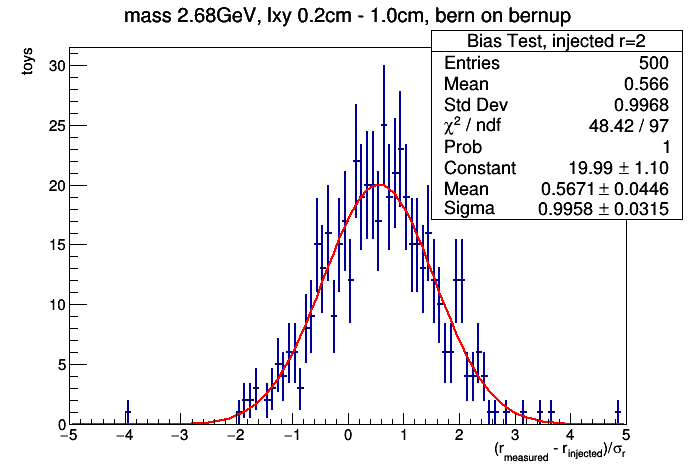 mass 2.68GeV, lxy 0.2cm - 1.0cm, bern on bernup
Bias Test, injected r=2
Entries 500
Mean 0.566
Std Dev 0.9968
χ² / ndf 48.42 / 97
Prob 1
Constant 19.99 ± 1.10
Mean 0.5671 ± 0.0446
Sigma 0.9958 ± 0.0315
toys
30
25
20
15
10
5
0
−5 −4 −3 −2 −1 0 1 2 3 4 5
(r_measured - r_injected)/σ_r